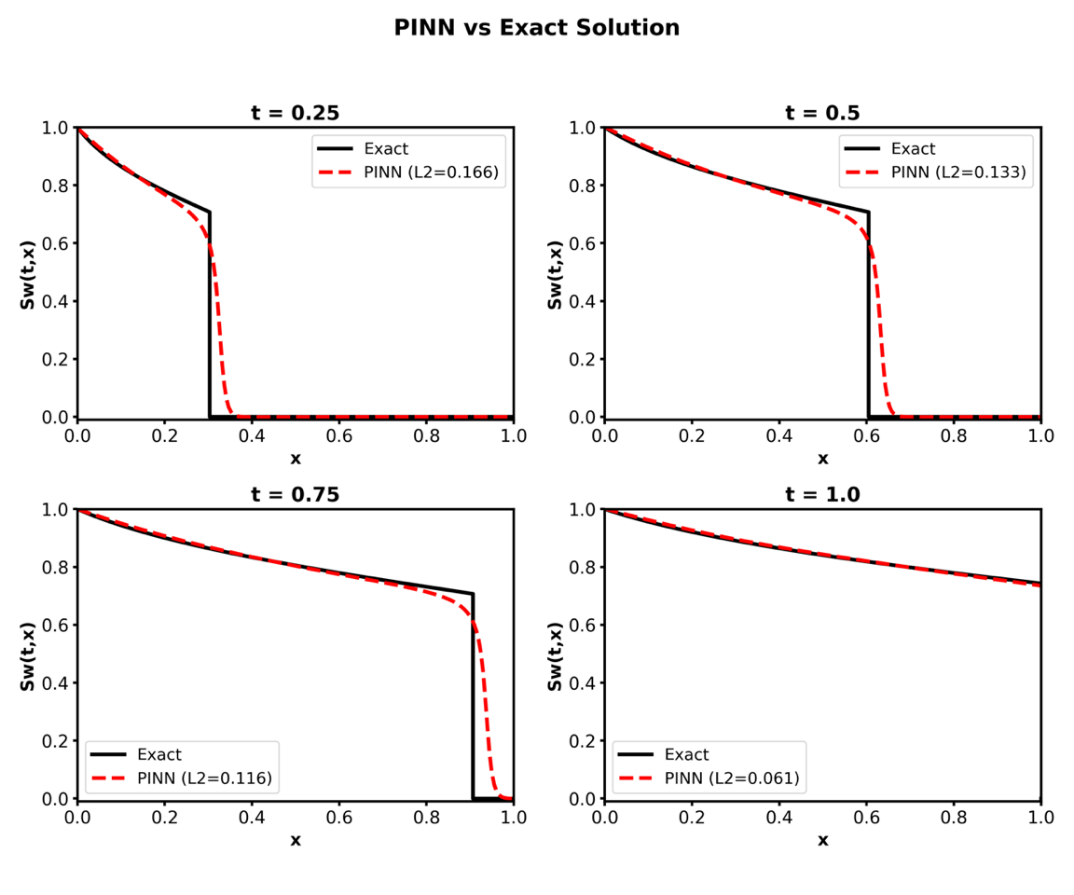 PINN vs Exact Solution
t = 0.25
Sw(t,x)
1.0
0.8
0.6
0.4
0.2
0.0
Exact
PINN (L2=0.166)
0.0 0.2 0.4 0.6 0.8 1.0
x
t = 0.5
Sw(t,x)
1.0
0.8
0.6
0.4
0.2
0.0
Exact
PINN (L2=0.133)
0.0 0.2 0.4 0.6 0.8 1.0
x
t = 0.75
Sw(t,x)
1.0
0.8
0.6
0.4
0.2
0.0
Exact
PINN (L2=0.116)
0.0 0.2 0.4 0.6 0.8 1.0
x
t = 1.0
Sw(t,x)
1.0
0.8
0.6
0.4
0.2
0.0
Exact
PINN (L2=0.061)
0.0 0.2 0.4 0.6 0.8 1.0
x